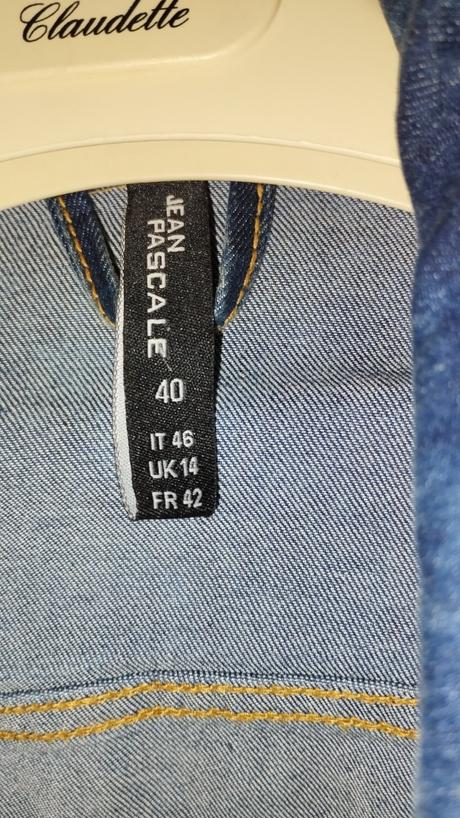 Claudette
JEAN
PASCALE
40
IT 46
UK 14
FR 42